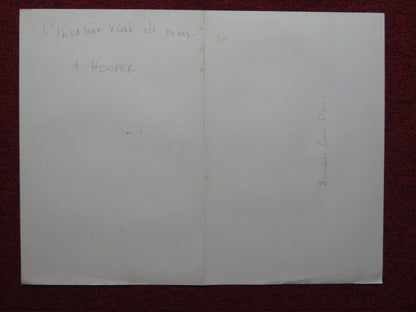 L'invasion vient de mars
t. HOOPER
Invaders from Mars